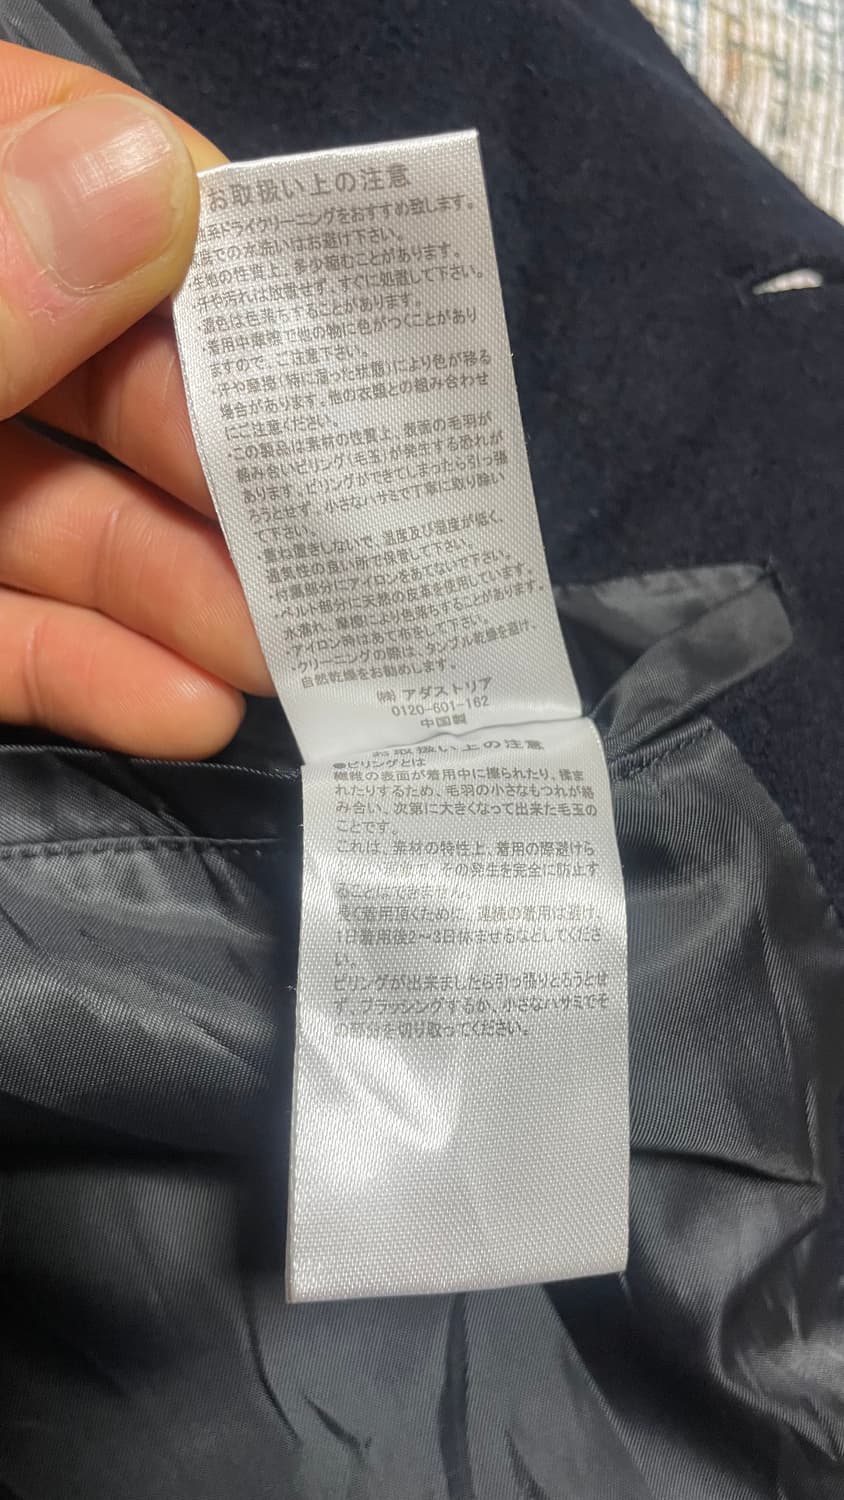 お取扱い上の注意
系ドライクリーニングをおすすめ致します。
での水洗いはお避け下さい。
生地の性質上、多少縮むことがあります。
汗や汚れは放置せず、すぐに処置して下さい。
・濃色は色落ちすることがあります。
・着用中摩擦で他の物に色がつくことがあり
ますので、ご注意下さい。
・汗や摩擦(特に湿った状態)により色が移る
場合があります。他の衣類との組み合わせ
にご注意ください。
・この製品は素材の性質上、表面の毛羽が
絡み合いピリング(毛玉)が発生する恐れが
あります。ピリングができてしまったら引っ張
ろうとせず、小さなハサミで丁寧に取り除い
て下さい。
・重ね置きしないで、温度及び湿度が低く、
通気性の良い所で保管して下さい。
・付属部分にアイロンをあてないで下さい。
・ベルト部分に天然の皮革を使用しています。
水濡れ、摩擦により色落ちすることがあります。
・アイロン時はあて布をして下さい。
・クリーニングの際は、タンブル乾燥を避け、
自然乾燥をお勧めします。
㈱アダストリア
0120-601-162
中国製
お取扱い上の注意
●ピリングとは
繊維の表面が着用中に擦られたり、揉ま
れたりするため、毛羽の小さなもつれが絡
み合い、次第に大きくなって出来た毛玉の
ことです。
これは、素材の特性上、着用の際避けら
その発生を完全に防止す
ることはできません。
長く着用頂くために、連続の着用は避け、
1日着用後2～3日休ませるなどしてくださ
い。
ピリングが出来ましたら引っ張りとろうとせ
ず、ブラッシングするか、小さなハサミでそ
の部分を切り取ってください。